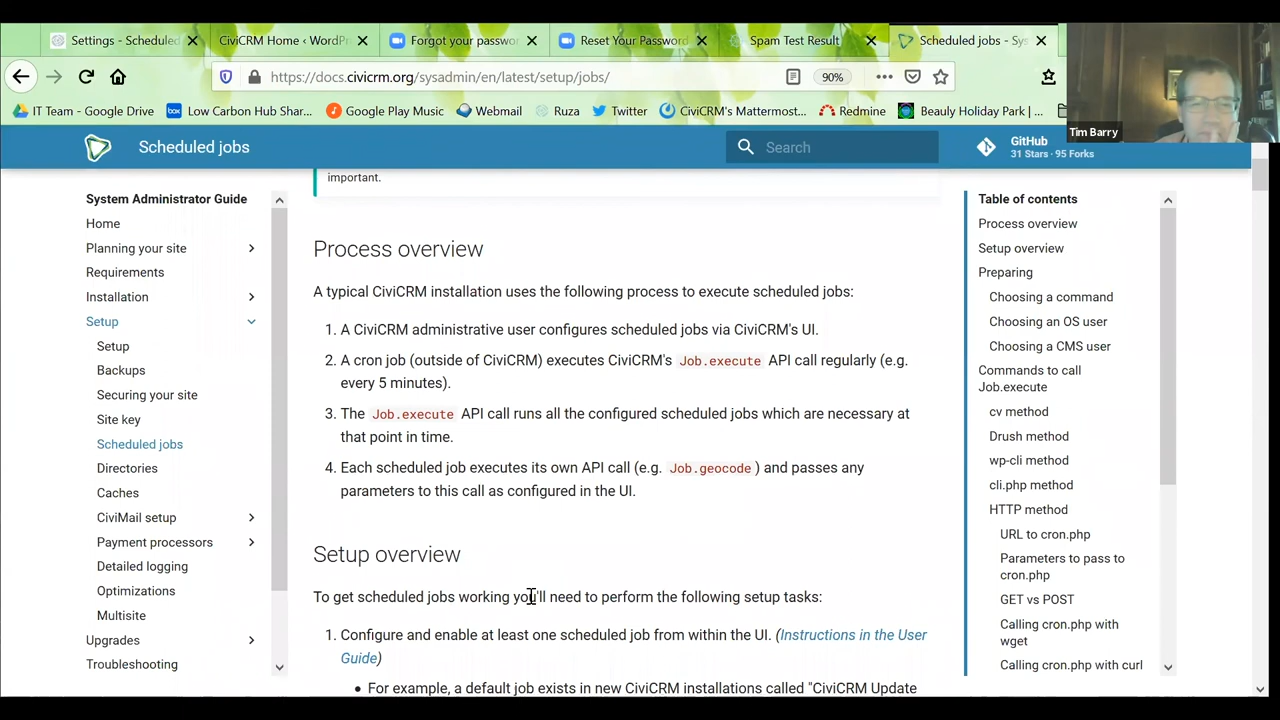 Settings - Scheduled
CiviCRM Home ‹ WordPr
Forgot your passwo
Reset Your Password
Spam Test Result
Scheduled jobs - Sys
https://docs.civicrm.org/sysadmin/en/latest/setup/jobs/
90%
IT Team - Google Drive
Low Carbon Hub Shar...
Google Play Music
Webmail
Ruza
Twitter
CiviCRM's Mattermost...
Redmine
Beauly Holiday Park | ...
Tim Barry
Scheduled jobs
Search
GitHub
31 Stars · 95 Forks
System Administrator Guide
Home
Planning your site
Requirements
Installation
Setup
Setup
Backups
Securing your site
Site key
Scheduled jobs
Directories
Caches
CiviMail setup
Payment processors
Detailed logging
Optimizations
Multisite
Upgrades
Troubleshooting
important.
Process overview
A typical CiviCRM installation uses the following process to execute scheduled jobs:
1. A CiviCRM administrative user configures scheduled jobs via CiviCRM's UI.
2. A cron job (outside of CiviCRM) executes CiviCRM's Job.execute API call regularly (e.g.
every 5 minutes).
3. The Job.execute API call runs all the configured scheduled jobs which are necessary at
that point in time.
4. Each scheduled job executes its own API call (e.g. Job.geocode ) and passes any
parameters to this call as configured in the UI.
Setup overview
To get scheduled jobs working you'll need to perform the following setup tasks:
1. Configure and enable at least one scheduled job from within the UI. (Instructions in the User
Guide)
• For example, a default job exists in new CiviCRM installations called "CiviCRM Update
Table of contents
Process overview
Setup overview
Preparing
Choosing a command
Choosing an OS user
Choosing a CMS user
Commands to call
Job.execute
cv method
Drush method
wp-cli method
cli.php method
HTTP method
URL to cron.php
Parameters to pass to
cron.php
GET vs POST
Calling cron.php with
wget
Calling cron.php with curl